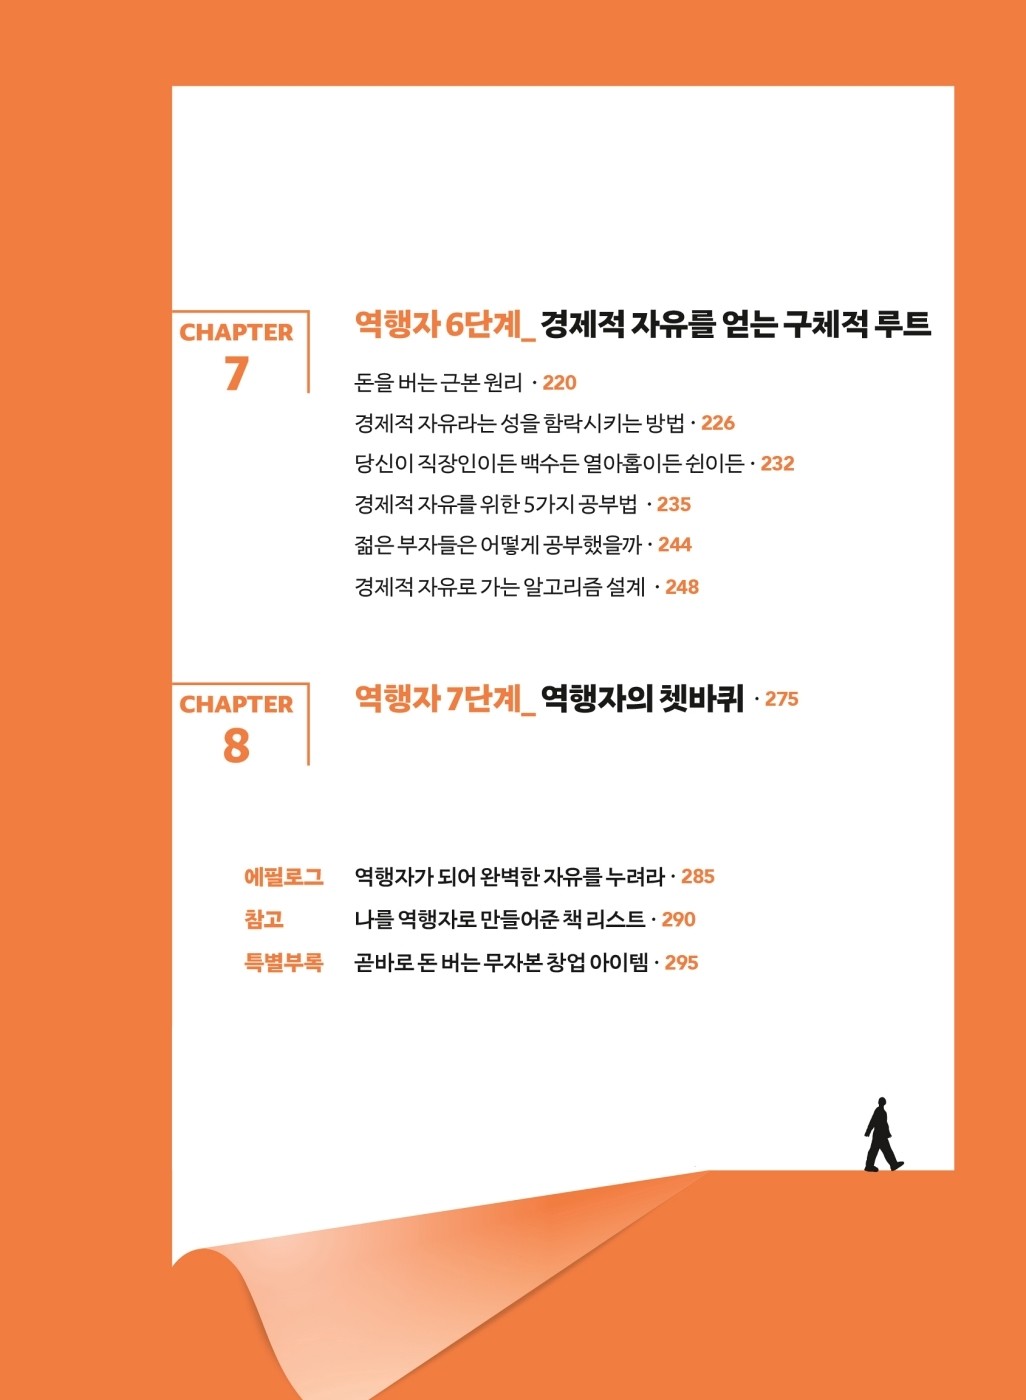 CHAPTER
7
역행자 6단계_ 경제적 자유를 얻는 구체적 루트
돈을 버는 근본 원리 · 220
경제적 자유라는 성을 함락시키는 방법 · 226
당신이 직장인이든 백수든 열아홉이든 쉰이든 · 232
경제적 자유를 위한 5가지 공부법 · 235
젊은 부자들은 어떻게 공부했을까 · 244
경제적 자유로 가는 알고리즘 설계 · 248
CHAPTER
8
역행자 7단계_ 역행자의 쳇바퀴 · 275
에필로그 역행자가 되어 완벽한 자유를 누려라 · 285
참고 나를 역행자로 만들어준 책 리스트 · 290
특별부록 곧바로 돈 버는 무자본 창업 아이템 · 295